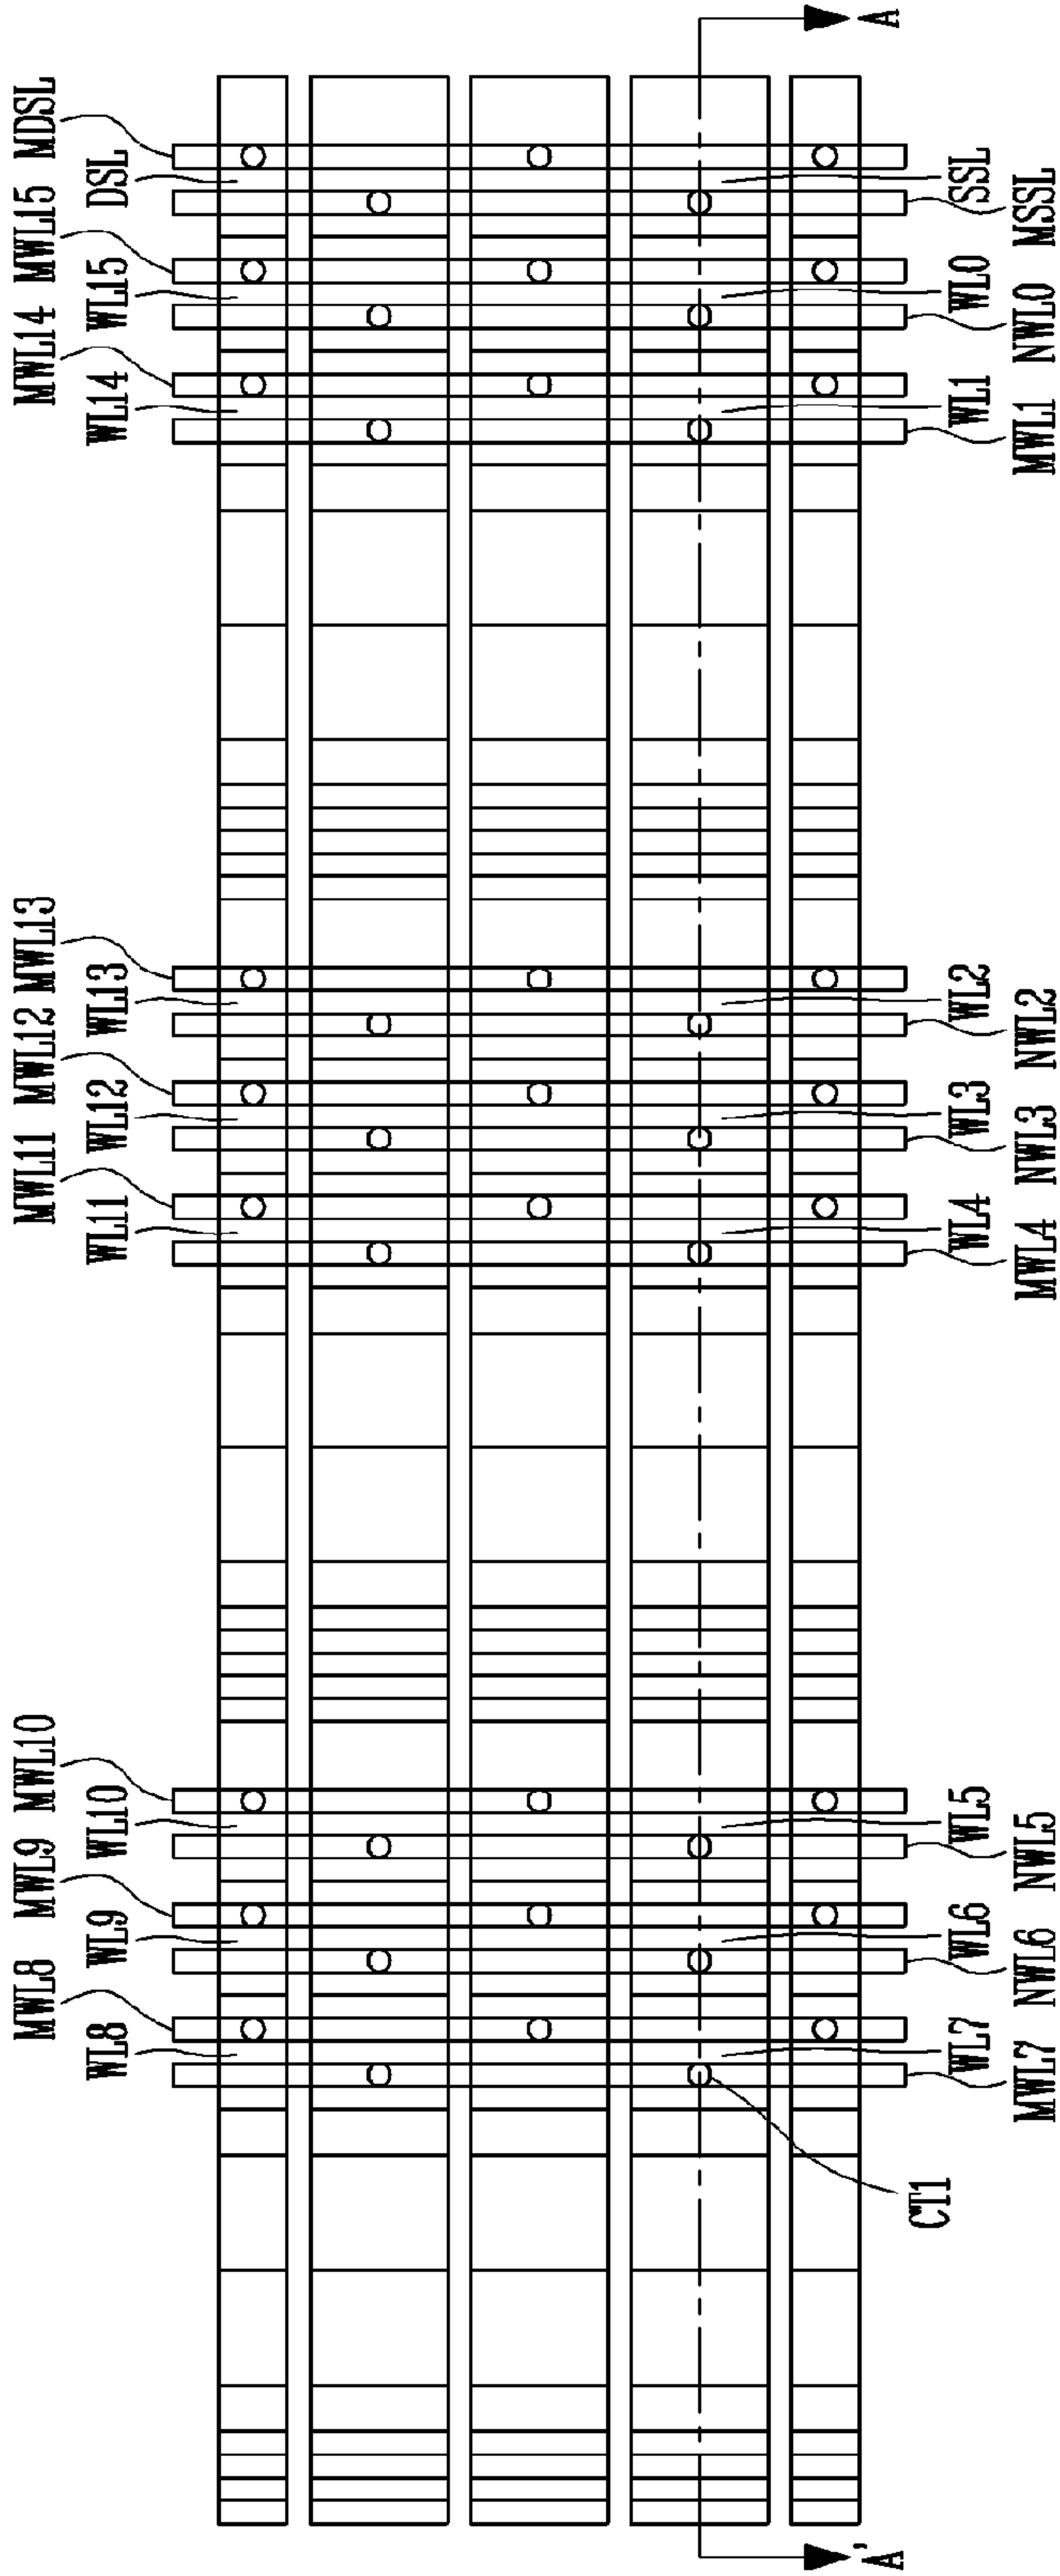 MWL8 MWL9 MWL10 MWL11 MWL12 MWL13 MWL14 MWL15 MDSL
WL8 WL9 WL10 WL11 WL12 WL13 WL14 WL15 DSL
A' A
CT1
WL7 WL6 WL5 WL4 WL3 WL2 WL1 WL0 SSL
MWL7 NWL6 NWL5 MWL4 NWL3 NWL2 MWL1 NWL0 MSSL